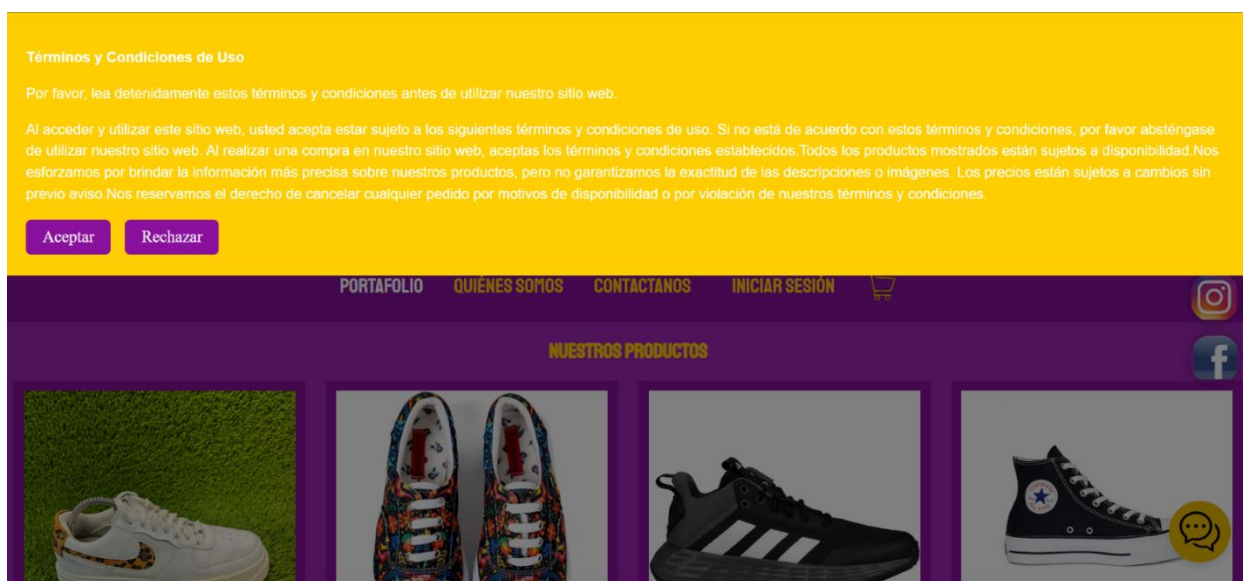 Términos y Condiciones de Uso
Por favor, lea detenidamente estos términos y condiciones antes de utilizar nuestro sitio web.
Al acceder y utilizar este sitio web, usted acepta estar sujeto a los siguientes términos y condiciones de uso. Si no está de acuerdo con estos términos y condiciones, por favor absténgase
de utilizar nuestro sitio web. Al realizar una compra en nuestro sitio web, aceptas los términos y condiciones establecidos.Todos los productos mostrados están sujetos a disponibilidad.Nos
esforzamos por brindar la información más precisa sobre nuestros productos, pero no garantizamos la exactitud de las descripciones o imágenes. Los precios están sujetos a cambios sin
previo aviso.Nos reservamos el derecho de cancelar cualquier pedido por motivos de disponibilidad o por violación de nuestros términos y condiciones.
Aceptar Rechazar
PORTAFOLIO QUIÉNES SOMOS CONTACTANOS INICIAR SESIÓN
NUESTROS PRODUCTOS